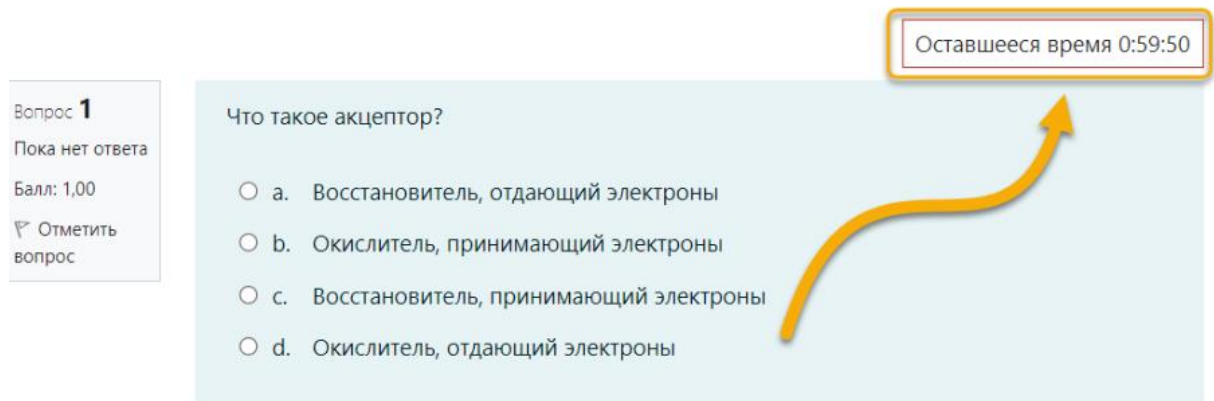 Оставшееся время 0:59:50
Вопрос 1
Пока нет ответа
Балл: 1,00
Отметить
вопрос
Что такое акцептор?
a. Восстановитель, отдающий электроны
b. Окислитель, принимающий электроны
c. Восстановитель, принимающий электроны
d. Окислитель, отдающий электроны